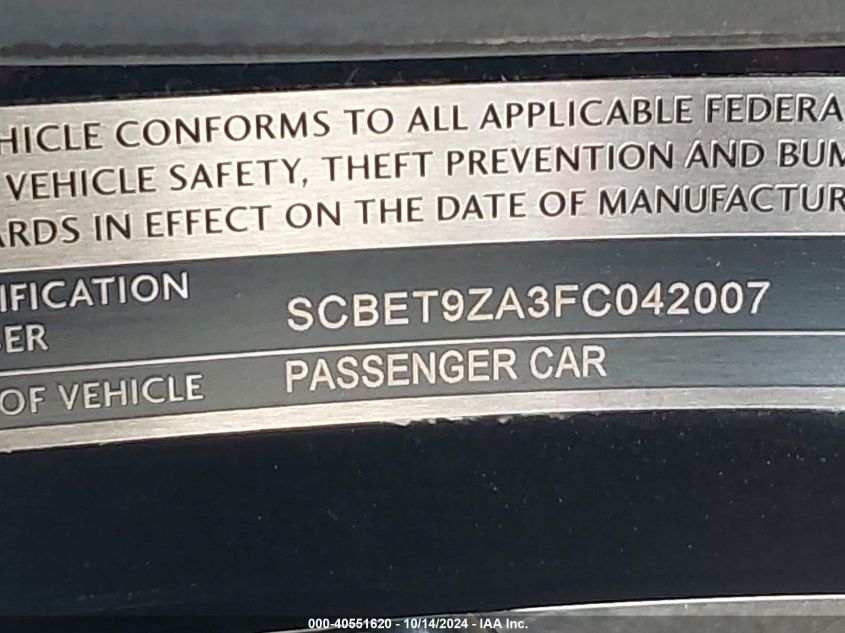 HICLE CONFORMS TO ALL APPLICABLE FEDERA
VEHICLE SAFETY, THEFT PREVENTION AND BUM
ARDS IN EFFECT ON THE DATE OF MANUFACTUR
IFICATION
BER
SCBET9ZA3FC042007
OF VEHICLE
PASSENGER CAR
000-40551620 - 10/14/2024 - IAA Inc.